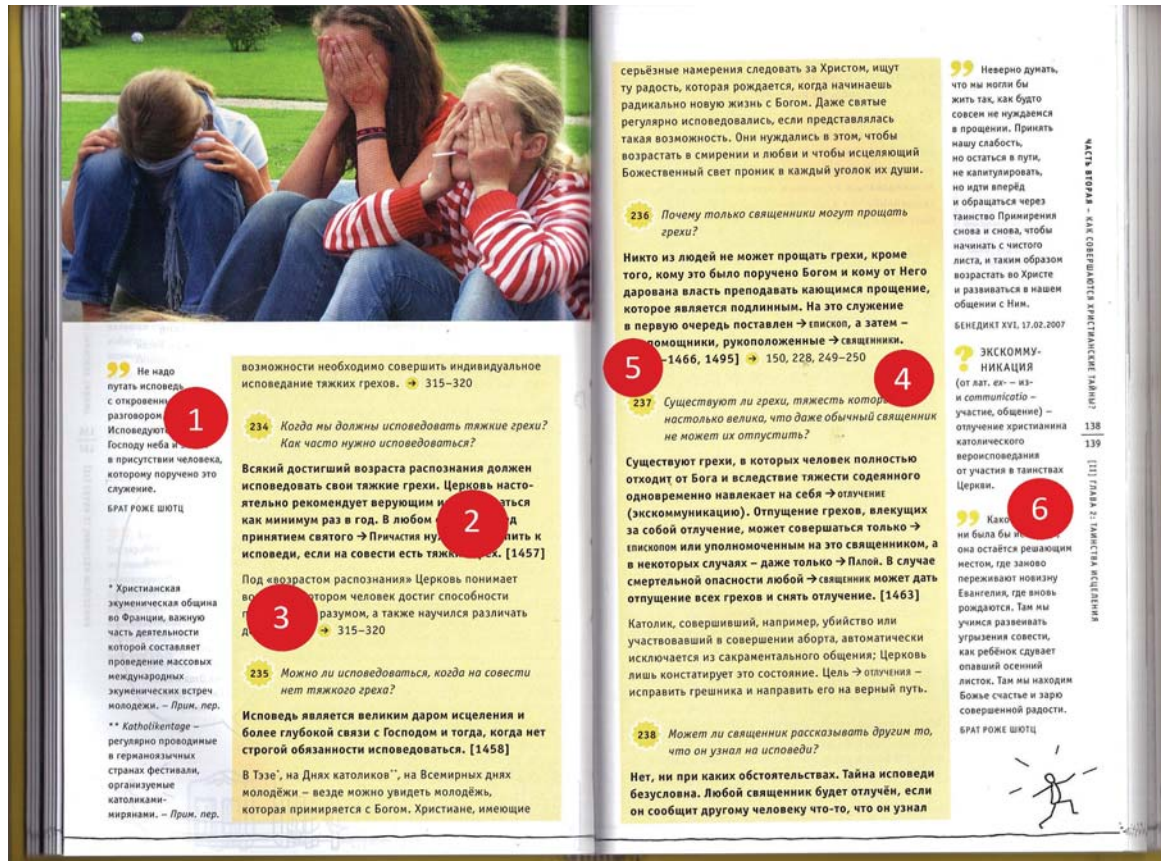 Не надо
путать исповедь
с откровенным
разговором.
Исповедуются
Господу неба и
в присутствии человека,
которому поручено это
служение.
БРАТ РОЖЕ ШЮТЦ
* Христианская
экуменическая община
во Франции, важную
часть деятельности
которой составляет
проведение массовых
международных
экуменических встреч
молодежи. – Прим. пер.
** Katholikentage –
регулярно проводимые
в германоязычных
странах фестивали,
организуемые
католиками-
мирянами. – Прим. пер.
1
возможности необходимо совершить индивидуальное
исповедание тяжких грехов. → 315–320
234 Когда мы должны исповедовать тяжкие грехи?
Как часто нужно исповедоваться?
Всякий достигший возраста распознания должен
исповедовать свои тяжкие грехи. Церковь насто-
ятельно рекомендует верующим
как минимум раз в год. В любом
принятием святого → Причастия
исповеди, если на совести есть тяжкий грех. [1457]
2
Под «возрастом распознания» Церковь понимает
котором человек достиг способности
разумом, а также научился различать
→ 315–320
3
235 Можно ли исповедоваться, когда на совести
нет тяжкого греха?
Исповедь является великим даром исцеления и
более глубокой связи с Господом и тогда, когда нет
строгой обязанности исповедоваться. [1458]
В Тэзе*, на Днях католиков**, на Всемирных днях
молодёжи – везде можно увидеть молодёжь,
которая примиряется с Богом. Христиане, имеющие
серьёзные намерения следовать за Христом, ищут
ту радость, которая рождается, когда начинаешь
радикально новую жизнь с Богом. Даже святые
регулярно исповедовались, если представлялась
такая возможность. Они нуждались в этом, чтобы
возрастать в смирении и любви и чтобы исцеляющий
Божественный свет проник в каждый уголок их души.
236 Почему только священники могут прощать
грехи?
Никто из людей не может прощать грехи, кроме
того, кому это было поручено Богом и кому от Него
дарована власть преподавать кающимся прощение,
которое является подлинным. На это служение
в первую очередь поставлен → епископ, а затем –
помощники, рукоположенные → священники.
–1466, 1495] → 150, 228, 249–250
5
4
237 Существуют ли грехи, тяжесть которых
настолько велика, что даже обычный священник
не может их отпустить?
Существуют грехи, в которых человек полностью
отходит от Бога и вследствие тяжести содеянного
одновременно навлекает на себя → отлучение
(экскоммуникацию). Отпущение грехов, влекущих
за собой отлучение, может совершаться только →
епископом или уполномоченным на это священником, а
в некоторых случаях – даже только → Папой. В случае
смертельной опасности любой → священник может дать
отпущение всех грехов и снять отлучение. [1463]
Католик, совершивший, например, убийство или
участвовавший в совершении аборта, автоматически
исключается из сакраментального общения; Церковь
лишь констатирует это состояние. Цель → отлучения –
исправить грешника и направить его на верный путь.
238 Может ли священник рассказывать другим то,
что он узнал на исповеди?
Нет, ни при каких обстоятельствах. Тайна исповеди
безусловна. Любой священник будет отлучён, если
он сообщит другому человеку что-то, что он узнал
Неверно думать,
что мы могли бы
жить так, как будто
совсем не нуждаемся
в прощении. Принять
нашу слабость,
но остаться в пути,
не капитулировать,
но идти вперёд
и обращаться через
таинство Примирения
снова и снова, чтобы
начинать с чистого
листа, и таким образом
возрастать во Христе
и развиваться в нашем
общении с Ним.
БЕНЕДИКТ XVI, 17.02.2007
? ЭКСКОММУ-
НИКАЦИЯ
(от лат. ex- – из-
и communicatio –
участие, общение) –
отлучение христианина
католического
вероисповедания
от участия в таинствах
Церкви.
6
ни была бы
она остаётся решающим
местом, где заново
переживают новизну
Евангелия, где вновь
рождаются. Там мы
учимся развеивать
угрызения совести,
как ребёнок сдувает
опавший осенний
листок. Там мы находим
Божье счастье и зарю
совершенной радости.
БРАТ РОЖЕ ШЮТЦ
ЧАСТЬ ВТОРАЯ – КАК СОВЕРШАЮТСЯ ХРИСТИАНСКИЕ ТАЙНЫ?
138
139
[II] ГЛАВА 2: ТАИНСТВА ИСЦЕЛЕНИЯ